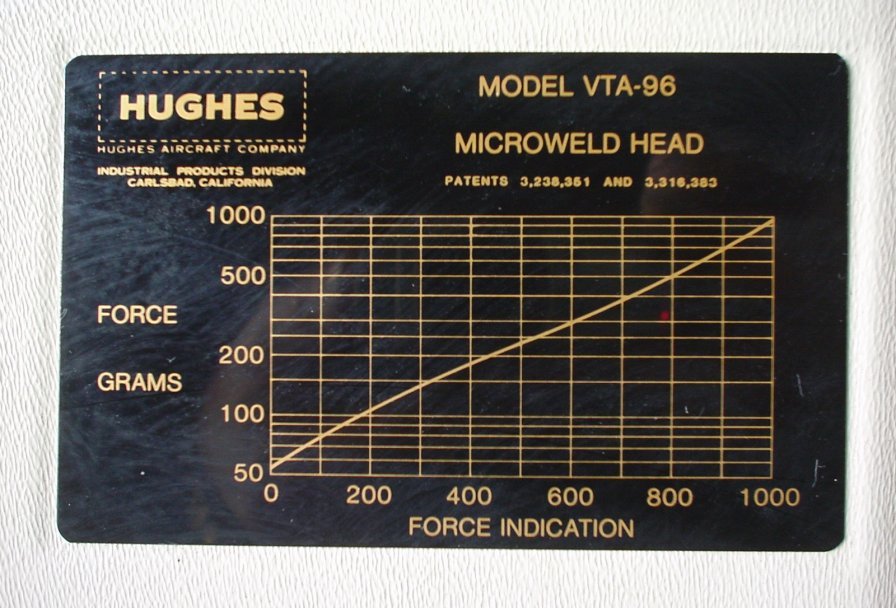 HUGHES
HUGHES AIRCRAFT COMPANY
INDUSTRIAL PRODUCTS DIVISION
CARLSBAD, CALIFORNIA
MODEL VTA-96
MICROWELD HEAD
PATENTS 3,238,351 AND 3,316,383
1000
500
FORCE
200
GRAMS
100
50
0 200 400 600 800 1000
FORCE INDICATION